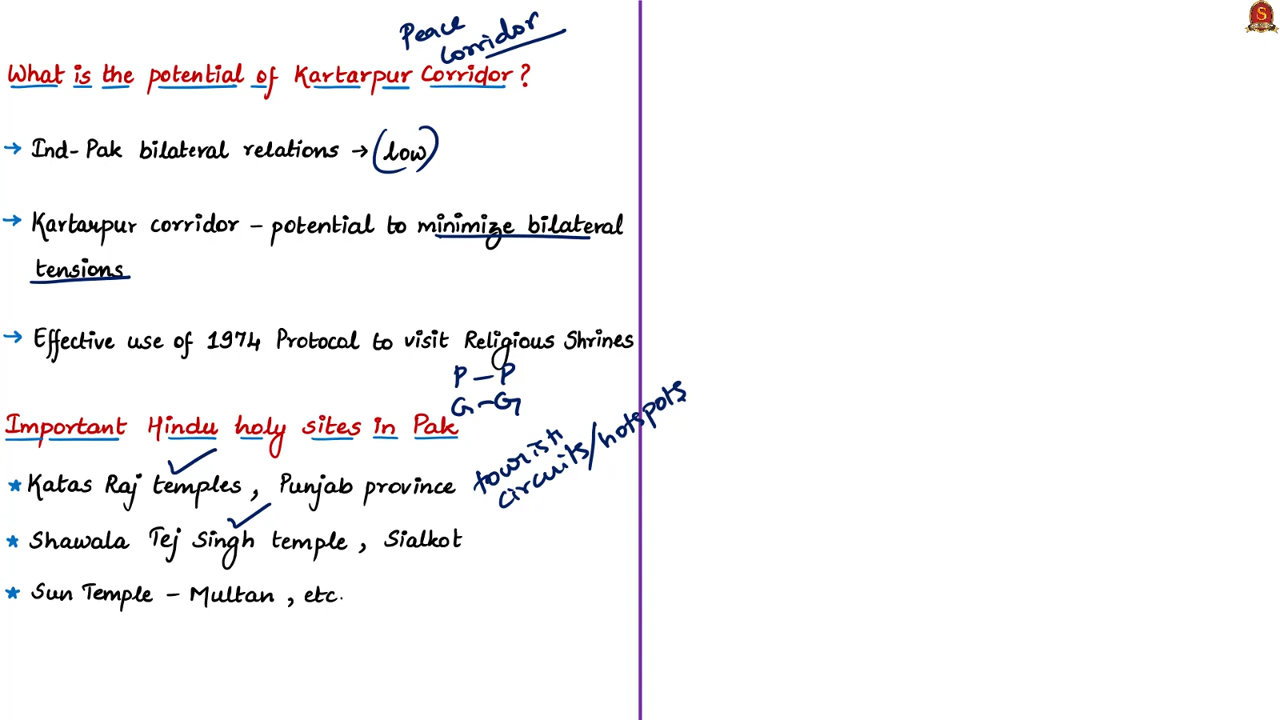 Peace
Corridor
What is the potential of Kartarpur Corridor?
→ Ind-Pak bilateral relations → (low)
→ Kartarpur corridor – potential to minimize bilateral
tensions
→ Effective use of 1974 Protocal to visit Religious Shrines
P – P
G – G
Important Hindu holy sites in Pak
tourist
circuits/hotspots
* Katas Raj temples, Punjab province
* Shawala Tej Singh temple, Sialkot
* Sun Temple – Multan, etc.
S